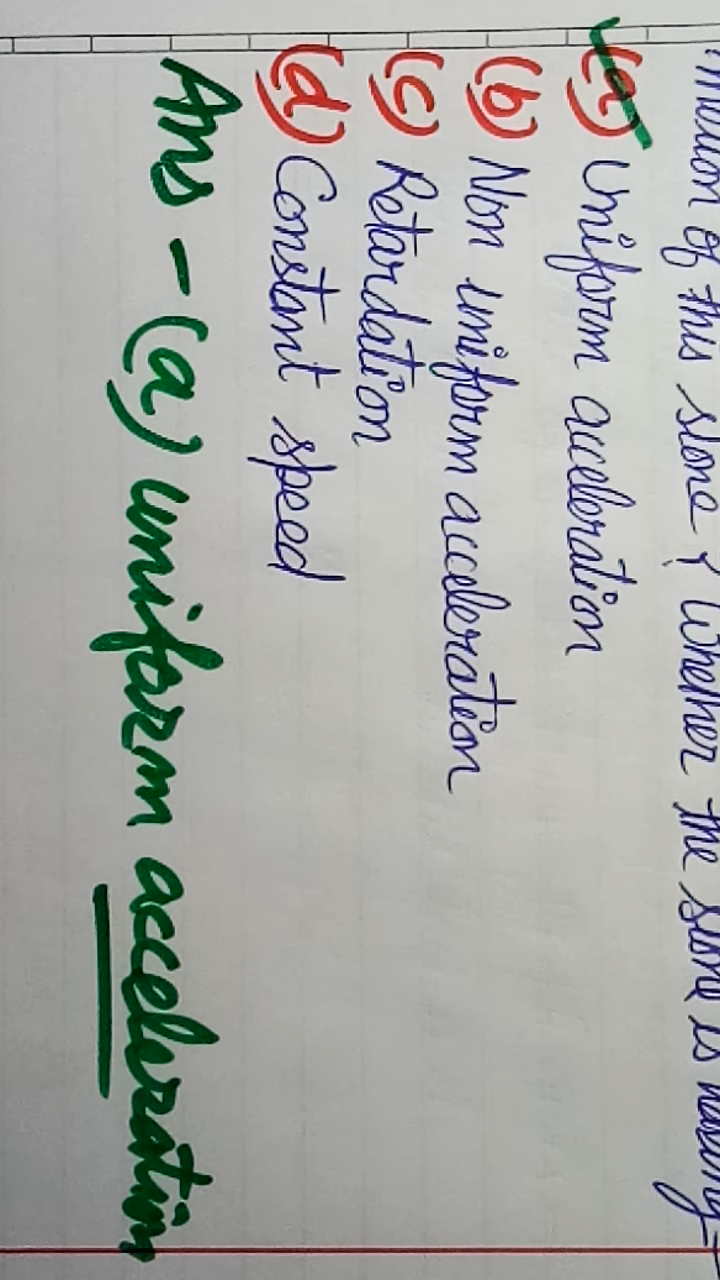 motion of this stone ? Whether the stone is having -
(a) Uniform acceleration
(b) Non uniform acceleration
(c) Retardation
(d) Constant speed
Ans - (a) uniform acceleration